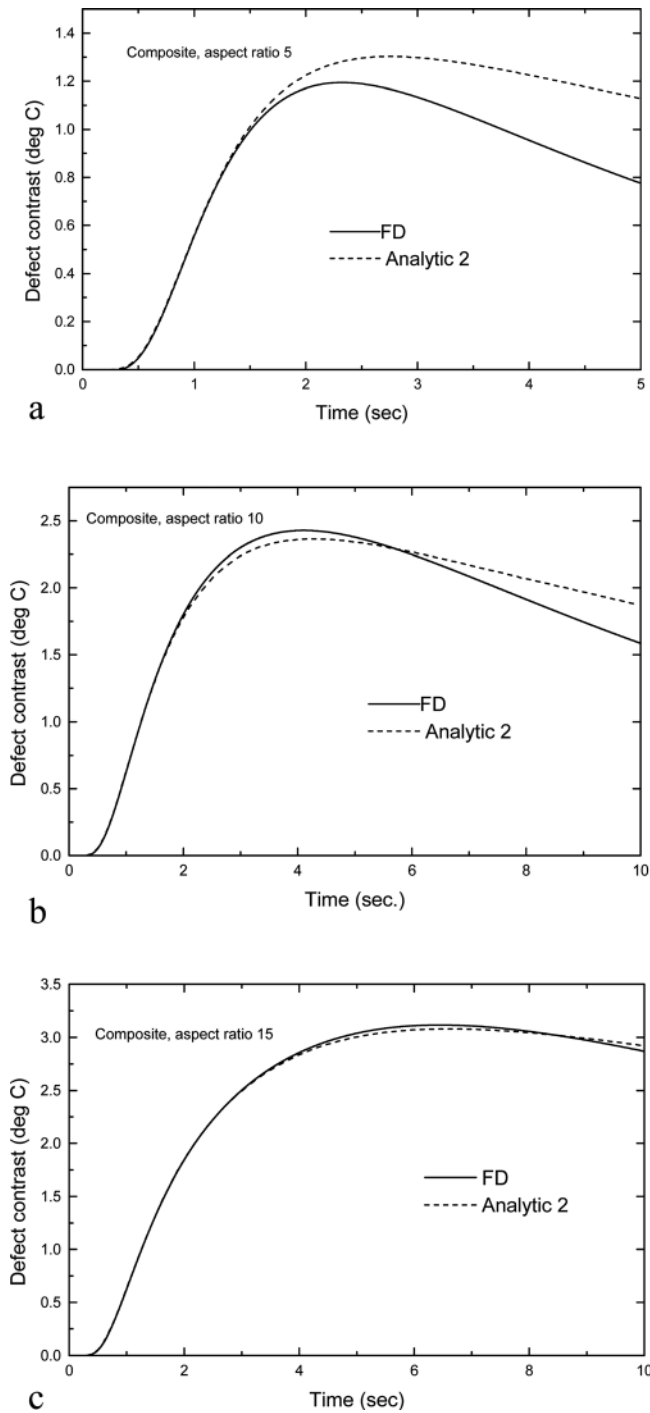 1.4
Composite, aspect ratio 5
1.2
1.0
0.8
0.6
0.4
0.2
0.0
Defect contrast (deg C)
FD
Analytic 2
0 1 2 3 4 5
Time (sec)
a
2.5
Composite, aspect ratio 10
2.0
1.5
1.0
0.5
0.0
Defect contrast (deg C)
FD
Analytic 2
0 2 4 6 8 10
Time (sec.)
b
3.5
3.0
Composite, aspect ratio 15
2.5
2.0
1.5
1.0
0.5
0.0
Defect contrast (deg C)
FD
Analytic 2
0 2 4 6 8 10
Time (sec)
c